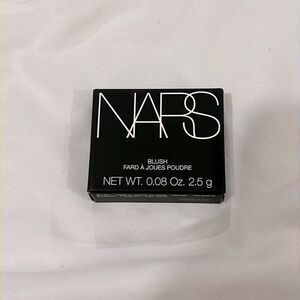 NARS
BLUSH
FARD À JOUES POUDRE
NET WT. 0.08 Oz. 2.5 g